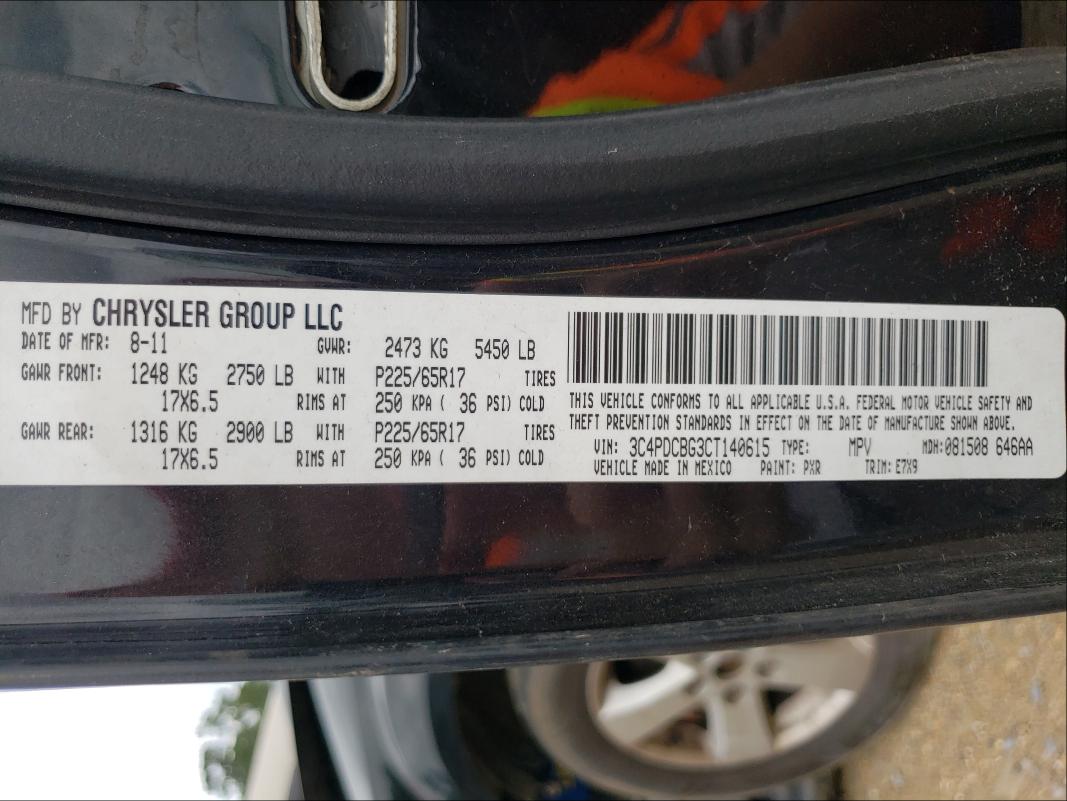 MFD BY CHRYSLER GROUP LLC
DATE OF MFR: 8-11 GVWR: 2473 KG 5450 LB
GAWR FRONT: 1248 KG 2750 LB WITH P225/65R17 TIRES
17X6.5 RIMS AT 250 KPA ( 36 PSI) COLD
GAWR REAR: 1316 KG 2900 LB WITH P225/65R17 TIRES
17X6.5 RIMS AT 250 KPA ( 36 PSI) COLD
THIS VEHICLE CONFORMS TO ALL APPLICABLE U.S.A. FEDERAL MOTOR VEHICLE SAFETY AND
THEFT PREVENTION STANDARDS IN EFFECT ON THE DATE OF MANUFACTURE SHOWN ABOVE.
VIN: 3C4PDCBG3CT140615 TYPE: MPV MDH:081508 646AA
VEHICLE MADE IN MEXICO PAINT: PXR TRIM: E7X9